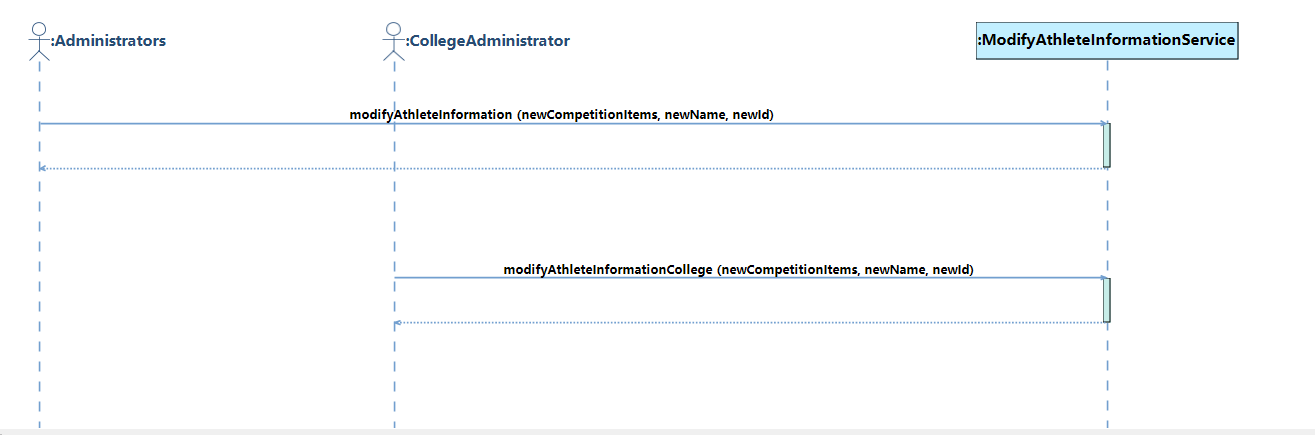 :Administrators
:CollegeAdministrator
:ModifyAthleteInformationService
modifyAthleteInformation (newCompetitionItems, newName, newId)
modifyAthleteInformationCollege (newCompetitionItems, newName, newId)